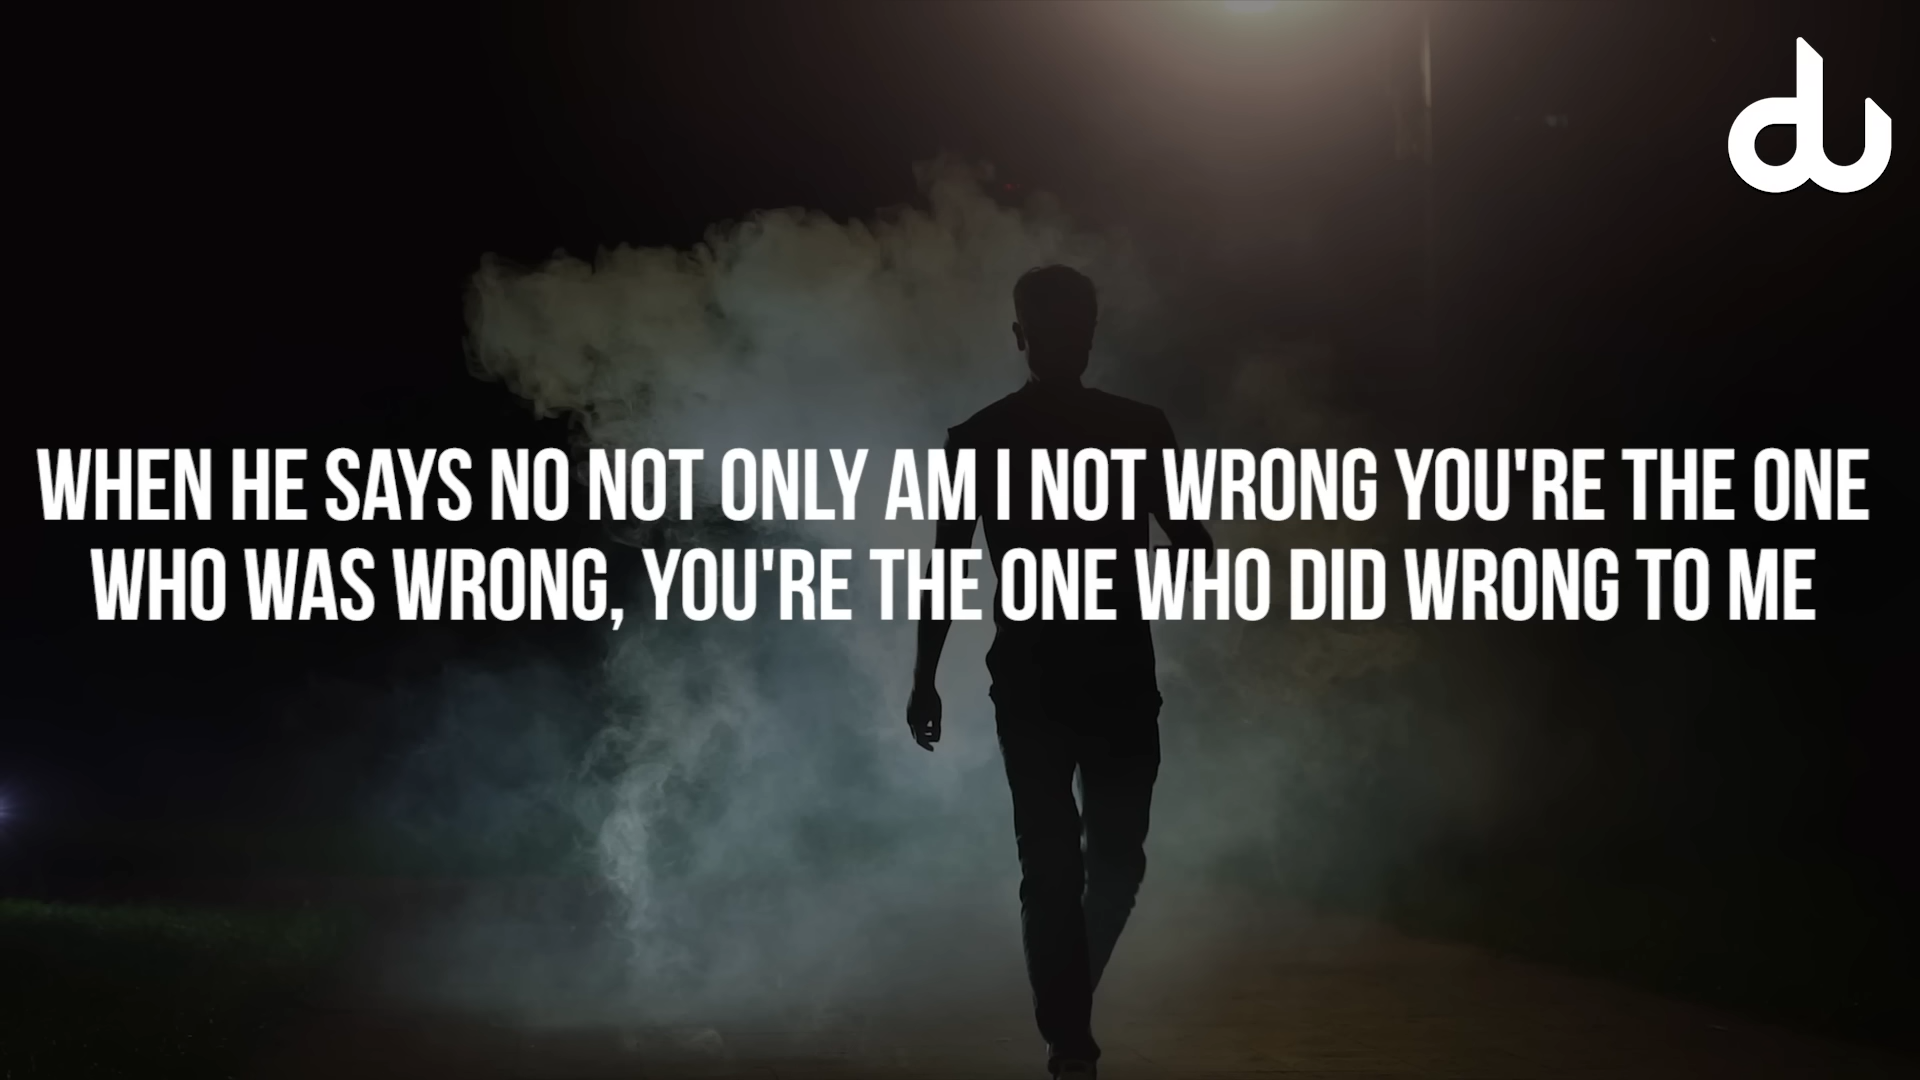 WHEN HE SAYS NO NOT ONLY AM I NOT WRONG YOU'RE THE ONE
WHO WAS WRONG, YOU'RE THE ONE WHO DID WRONG TO ME